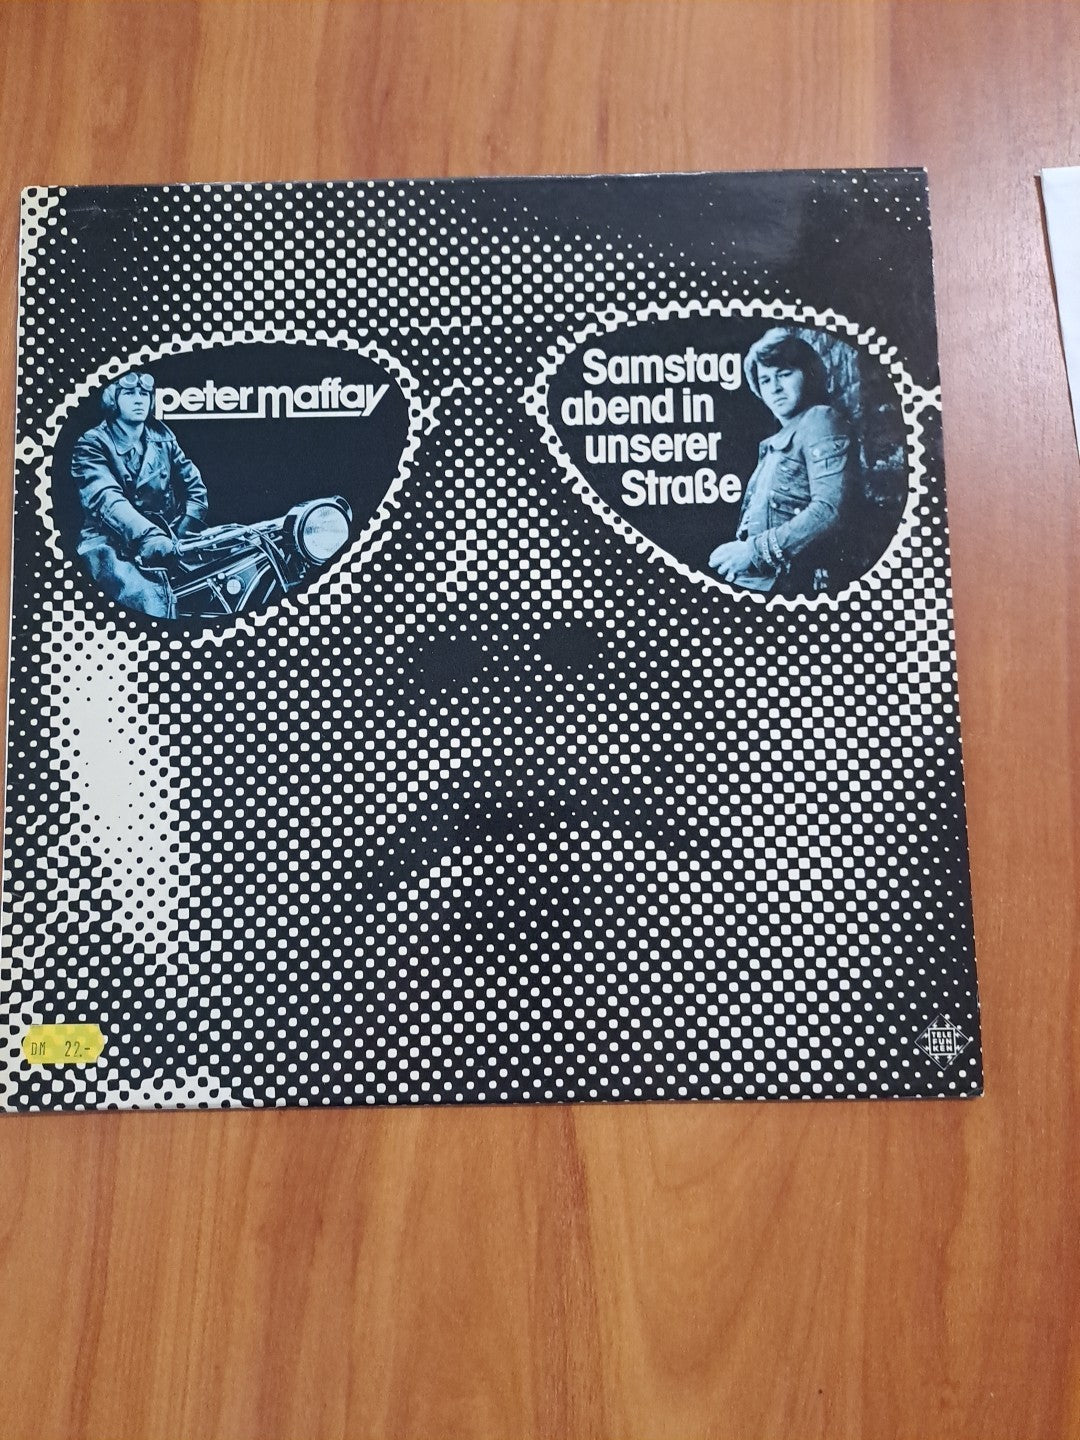 peter maffay
Samstag
abend in
unserer
Straße
DM 22.-
TELE
FUN
KEN